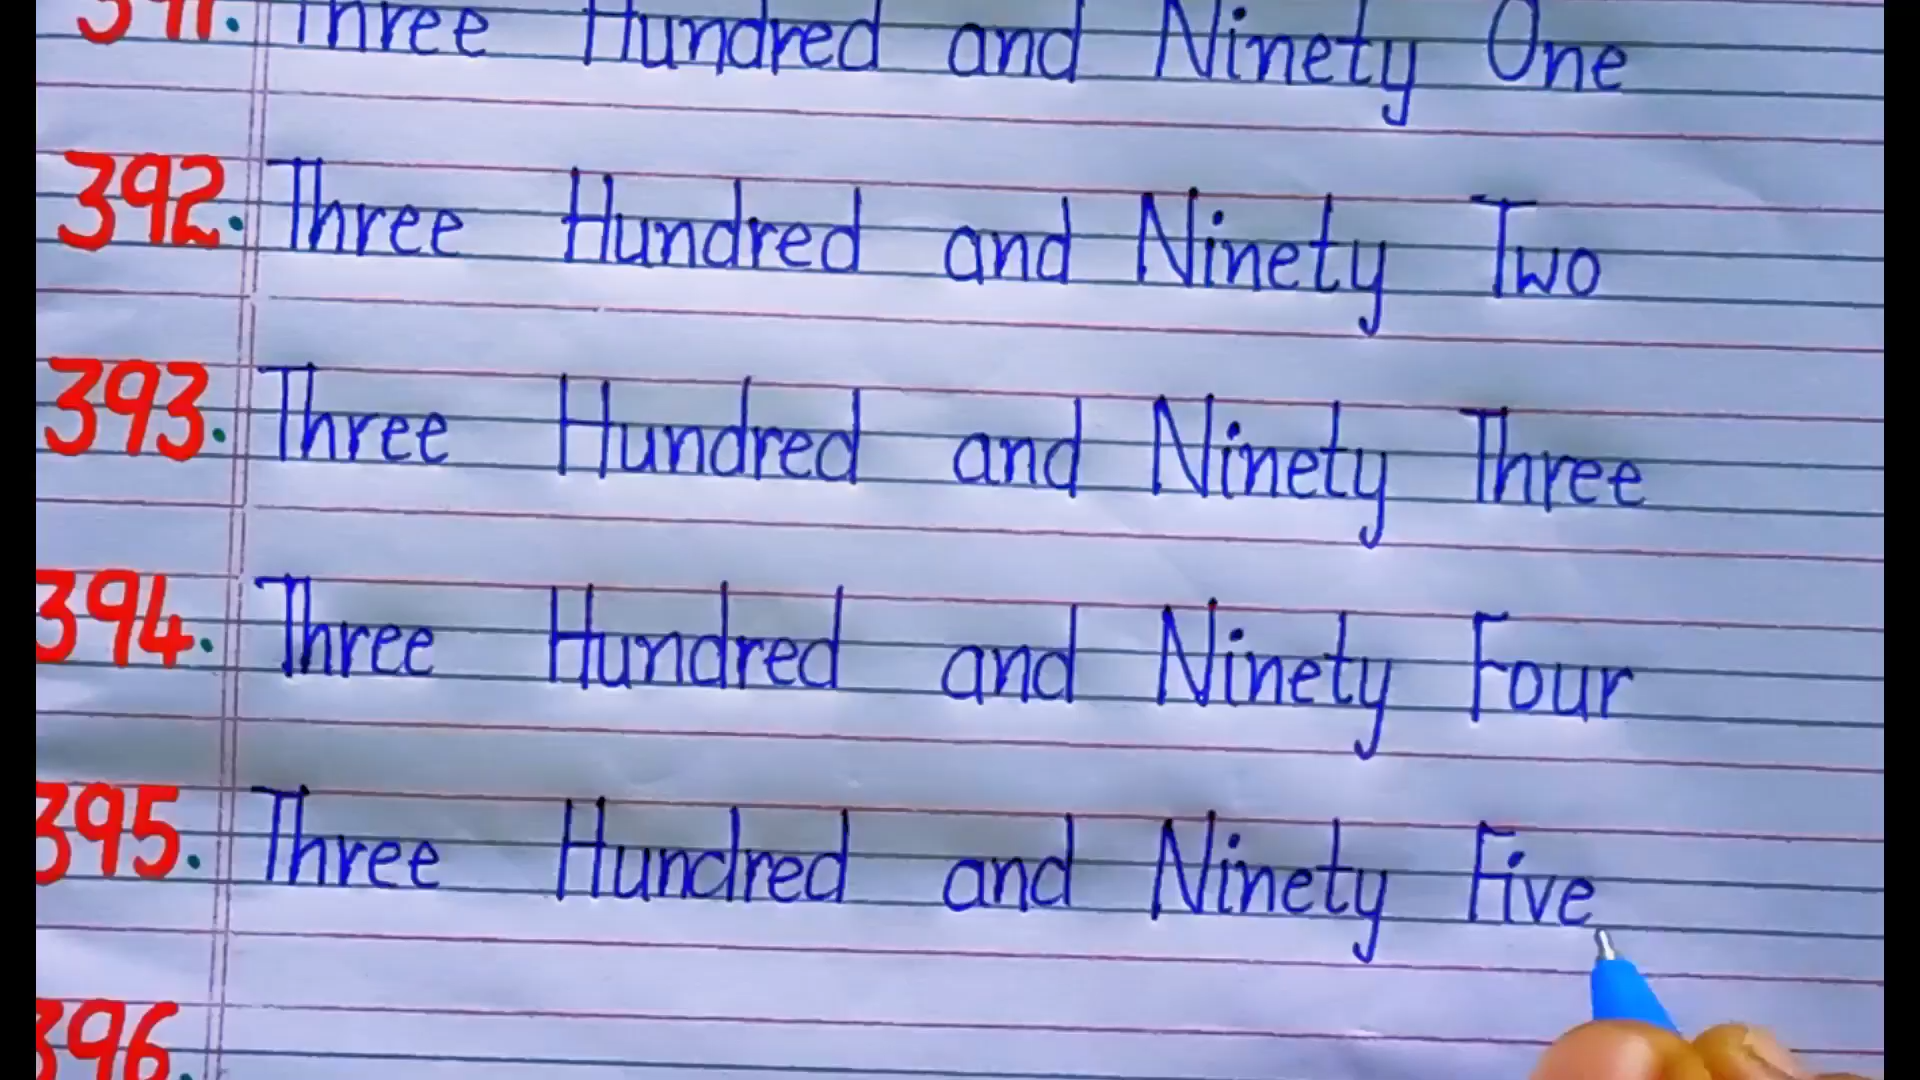 391. Three Hundred and Ninety One
392. Three Hundred and Ninety Two
393. Three Hundred and Ninety Three
394. Three Hundred and Ninety Four
395. Three Hundred and Ninety Five
396.